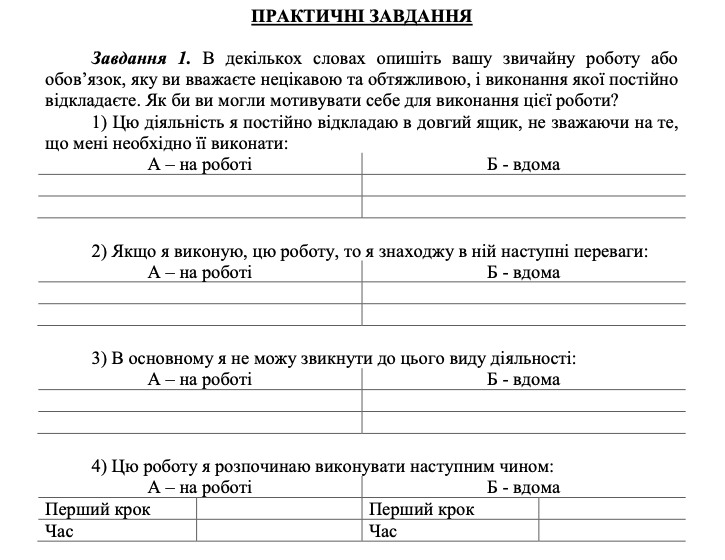 ПРАКТИЧНІ ЗАВДАННЯ
Завдання 1. В декількох словах опишіть вашу звичайну роботу або
обов’язок, яку ви вважаєте нецікавою та обтяжливою, і виконання якої постійно
відкладаєте. Як би ви могли мотивувати себе для виконання цієї роботи?
1) Цю діяльність я постійно відкладаю в довгий ящик, не зважаючи на те,
що мені необхідно її виконати:
А – на роботі Б - вдома
2) Якщо я виконую, цю роботу, то я знаходжу в ній наступні переваги:
А – на роботі Б - вдома
3) В основному я не можу звикнути до цього виду діяльності:
А – на роботі Б - вдома
4) Цю роботу я розпочинаю виконувати наступним чином:
А – на роботі Б - вдома
Перший крок Перший крок
Час Час